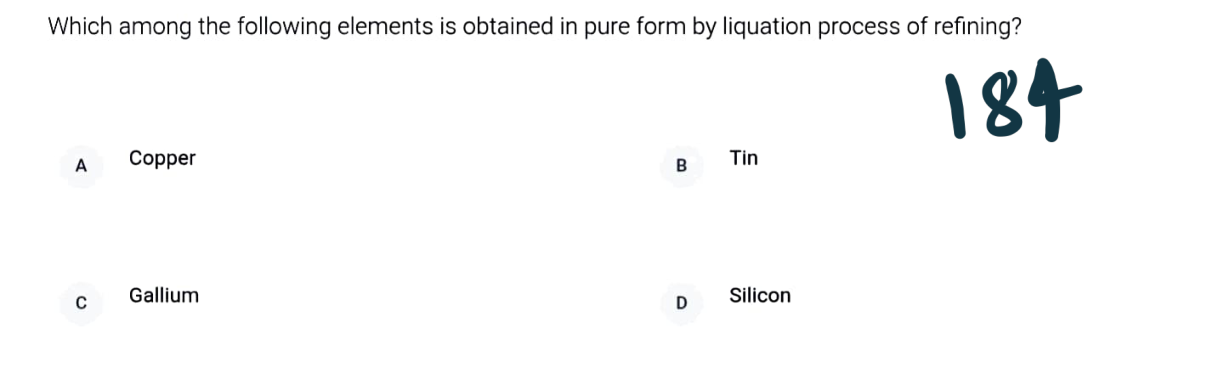 Which among the following elements is obtained in pure form by liquation process of refining?
184
A Copper
B Tin
C Gallium
D Silicon